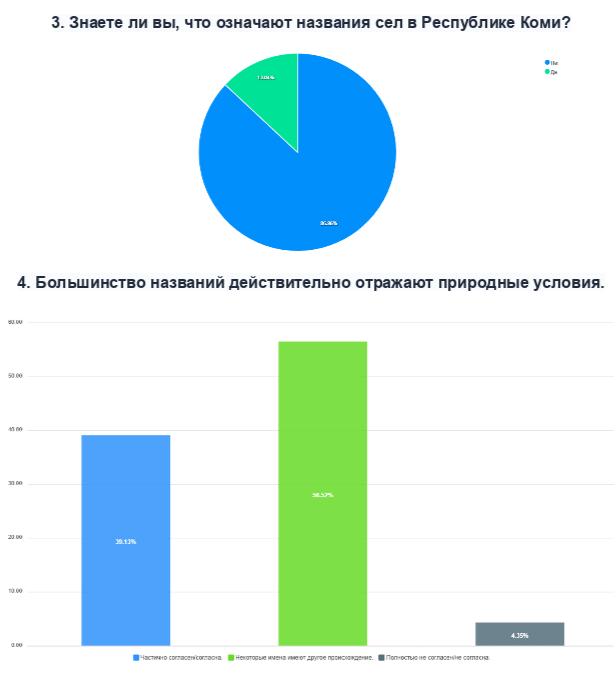 3. Знаете ли вы, что означают названия сел в Республике Коми?
Да
86.96%
4. Большинство названий действительно отражают природные условия.
60.00
50.00
40.00
30.00
20.00
10.00
0.00
39.13%
56.52%
4.35%
Частично согласен/согласна. Некоторые имена имеют другое происхождение. Полностью не согласен/не согласна.